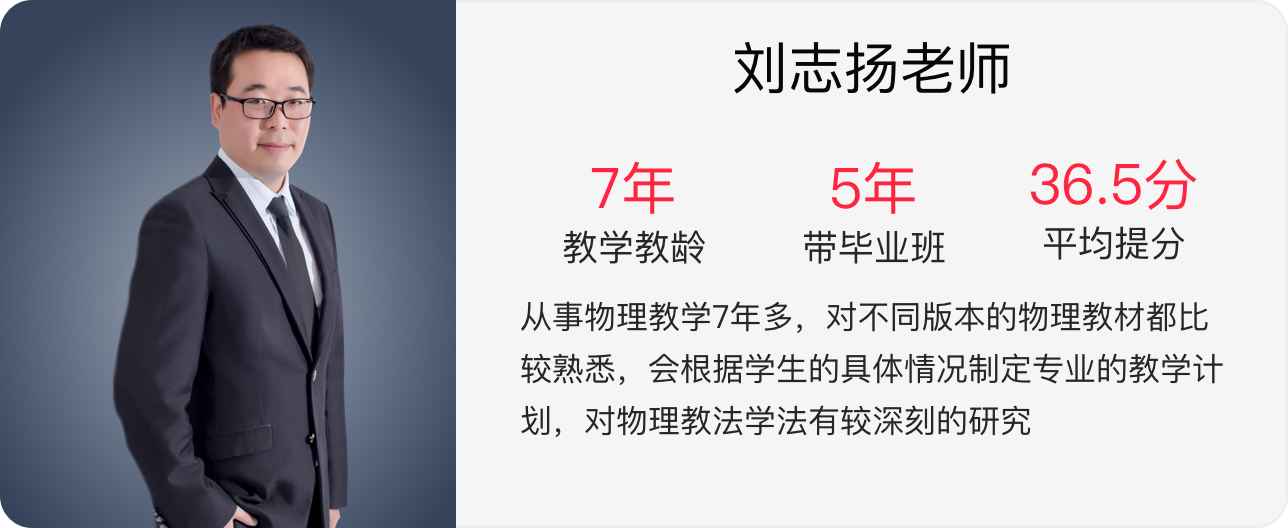 刘志扬老师
7年 5年 36.5分
教学教龄 带毕业班 平均提分
从事物理教学7年多，对不同版本的物理教材都比
较熟悉，会根据学生的具体情况制定专业的教学计
划，对物理教法学法有较深刻的研究